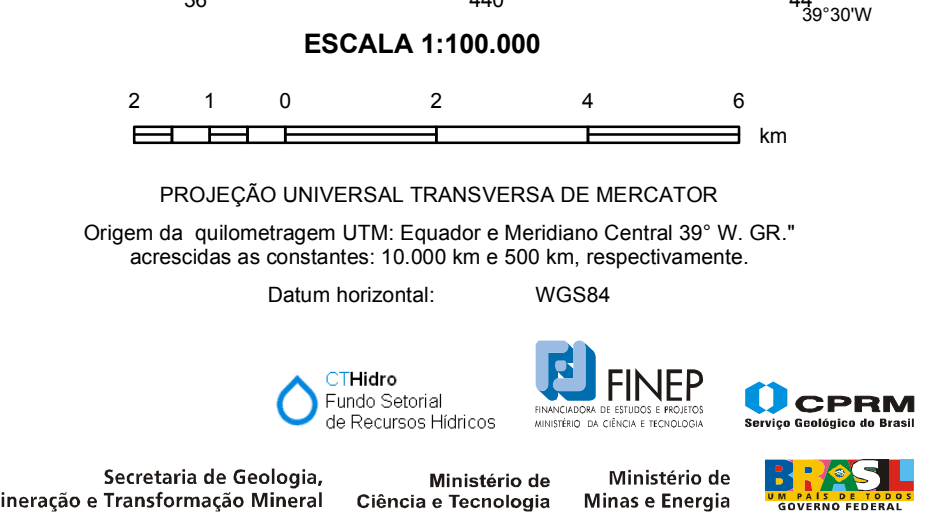 440
39°30'W
ESCALA 1:100.000
2 1 0 2 4 6
km
PROJEÇÃO UNIVERSAL TRANSVERSA DE MERCATOR
Origem da quilometragem UTM: Equador e Meridiano Central 39° W. GR."
acrescidas as constantes: 10.000 km e 500 km, respectivamente.
Datum horizontal: WGS84
CTHidro
Fundo Setorial
de Recursos Hídricos
FINEP
FINANCIADORA DE ESTUDOS E PROJETOS
MINISTÉRIO DA CIÊNCIA E TECNOLOGIA
CPRM
Serviço Geológico do Brasil
Secretaria de Geologia,
ineração e Transformação Mineral
Ministério de
Ciência e Tecnologia
Ministério de
Minas e Energia
BRASIL
UM PAÍS DE TODOS
GOVERNO FEDERAL